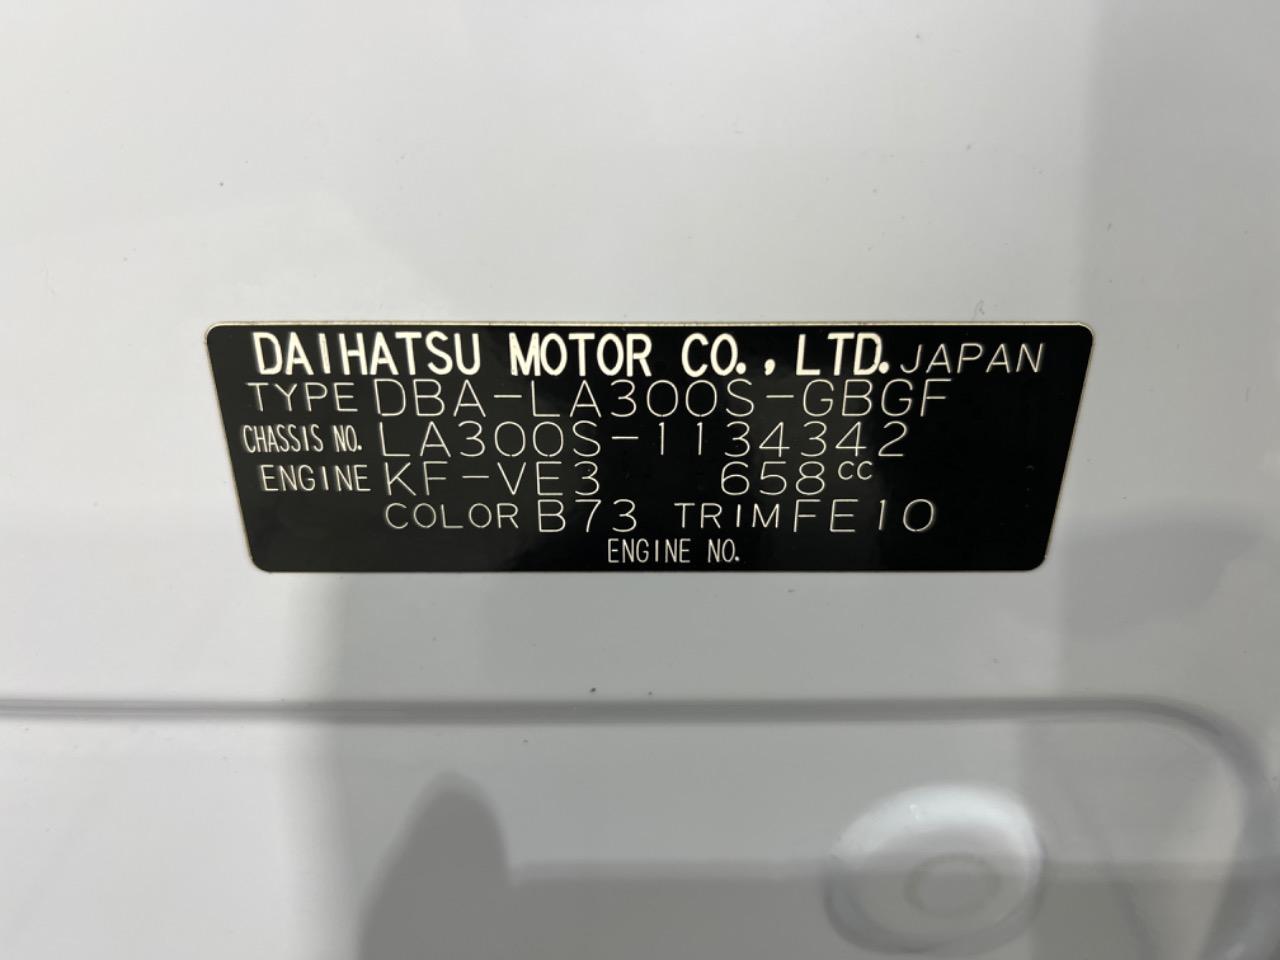 DAIHATSU MOTOR CO., LTD. JAPAN
TYPE DBA-LA300S-GBGF
CHASSIS NO. LA300S-1134342
ENGINE KF-VE3 658cc
COLOR B73 TRIM FE10
ENGINE NO.